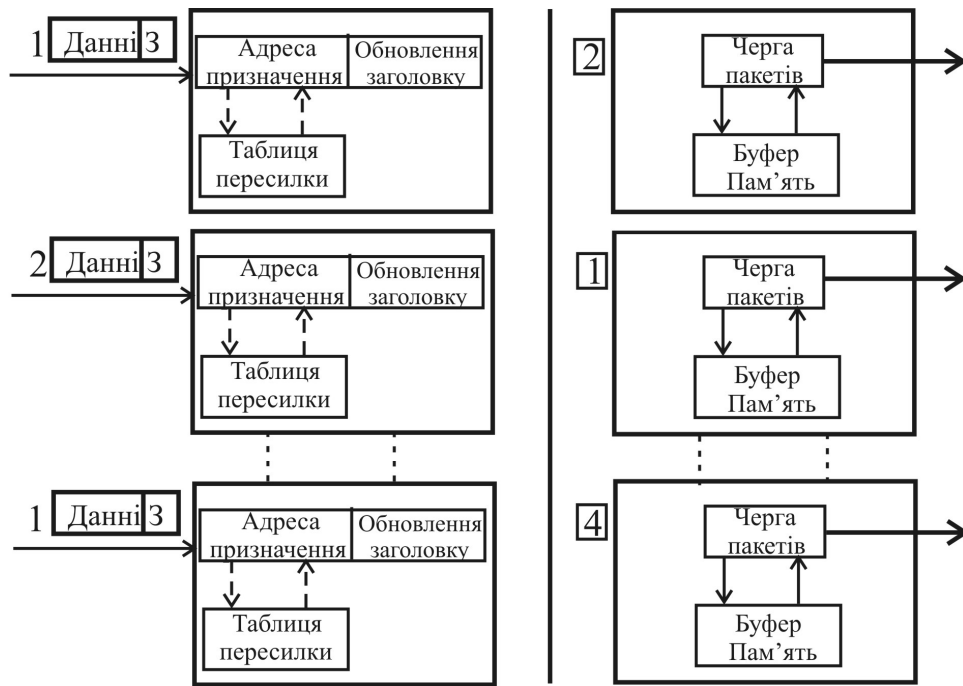 1 Данні З
Адреса
призначення
Обновлення
заголовку
Таблиця
пересилки
2
Черга
пакетів
Буфер
Пам’ять
2 Данні З
Адреса
призначення
Обновлення
заголовку
Таблиця
пересилки
1
Черга
пакетів
Буфер
Пам’ять
1 Данні З
Адреса
призначення
Обновлення
заголовку
Таблиця
пересилки
4
Черга
пакетів
Буфер
Пам’ять